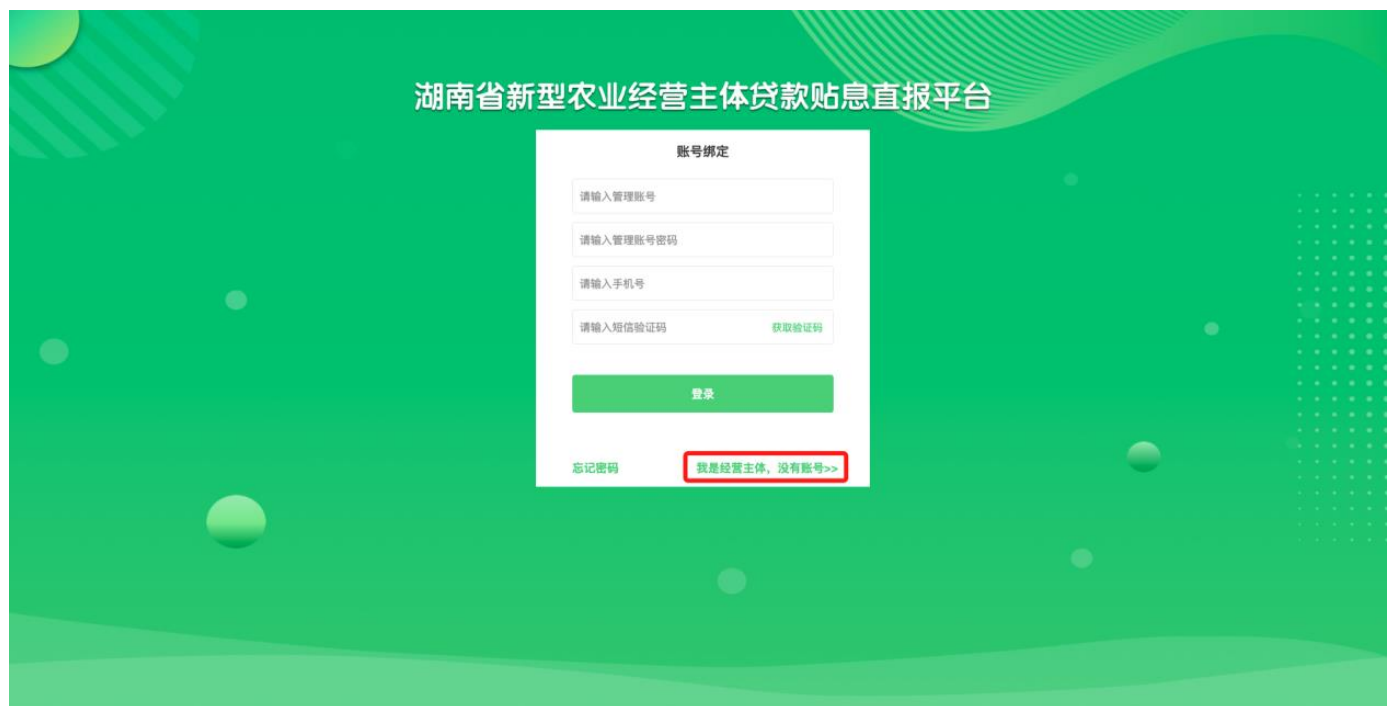 湖南省新型农业经营主体贷款贴息直报平台
账号绑定
请输入管理账号
请输入管理账号密码
请输入手机号
请输入短信验证码 获取验证码
登录
忘记密码 我是经营主体，没有账号>>